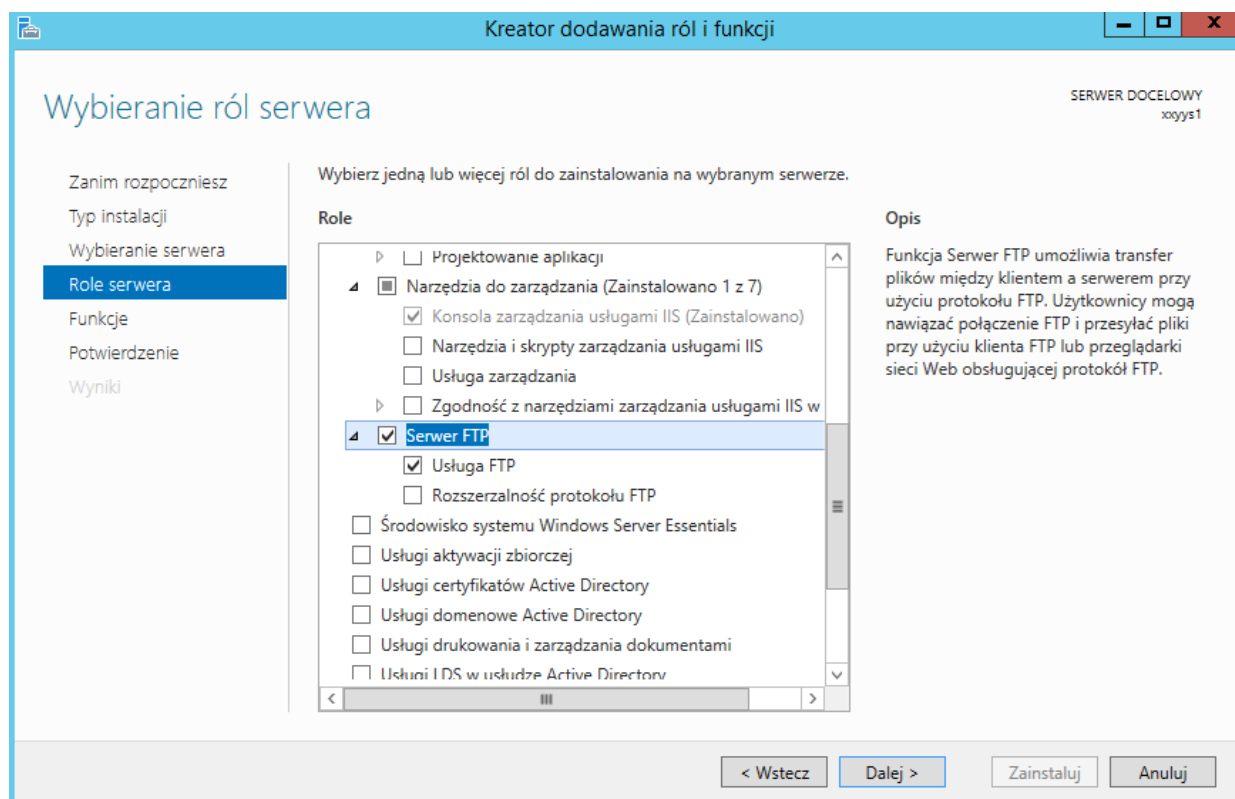 Kreator dodawania ról i funkcji
Wybieranie ról serwera
SERWER DOCELOWY
xxyys1
Zanim rozpoczniesz
Typ instalacji
Wybieranie serwera
Role serwera
Funkcje
Potwierdzenie
Wyniki
Wybierz jedną lub więcej ról do zainstalowania na wybranym serwerze.
Role
Projektowanie aplikacji
Narzędzia do zarządzania (Zainstalowano 1 z 7)
Konsola zarządzania usługami IIS (Zainstalowano)
Narzędzia i skrypty zarządzania usługami IIS
Usługa zarządzania
Zgodność z narzędziami zarządzania usługami IIS w
Serwer FTP
Usługa FTP
Rozszerzalność protokołu FTP
Środowisko systemu Windows Server Essentials
Usługi aktywacji zbiorczej
Usługi certyfikatów Active Directory
Usługi domenowe Active Directory
Usługi drukowania i zarządzania dokumentami
Usługi LDS w usłudze Active Directory
Opis
Funkcja Serwer FTP umożliwia transfer
plików między klientem a serwerem przy
użyciu protokołu FTP. Użytkownicy mogą
nawiązać połączenie FTP i przesyłać pliki
przy użyciu klienta FTP lub przeglądarki
sieci Web obsługującej protokół FTP.
< Wstecz
Dalej >
Zainstaluj
Anuluj